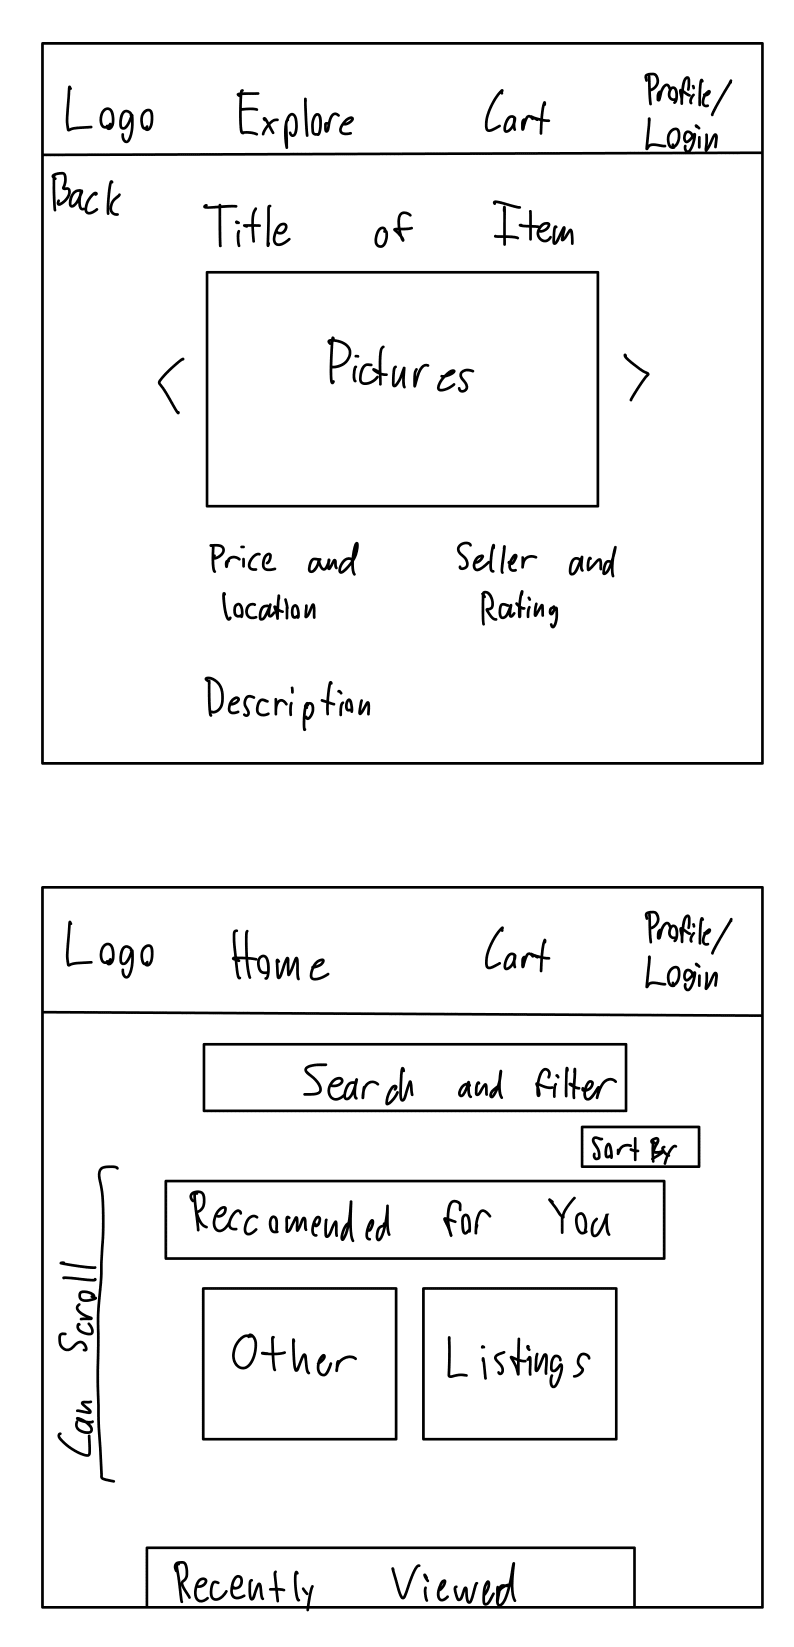 Logo Explore Cart Profile/
Login
Back
Title of Item
< Pictures >
Price and Seller and
location Rating
Description
Logo Home Cart Profile/
Login
Search and filter
Sort By
Reccomended for You
Can Scroll
Other Listings
Recently Viewed